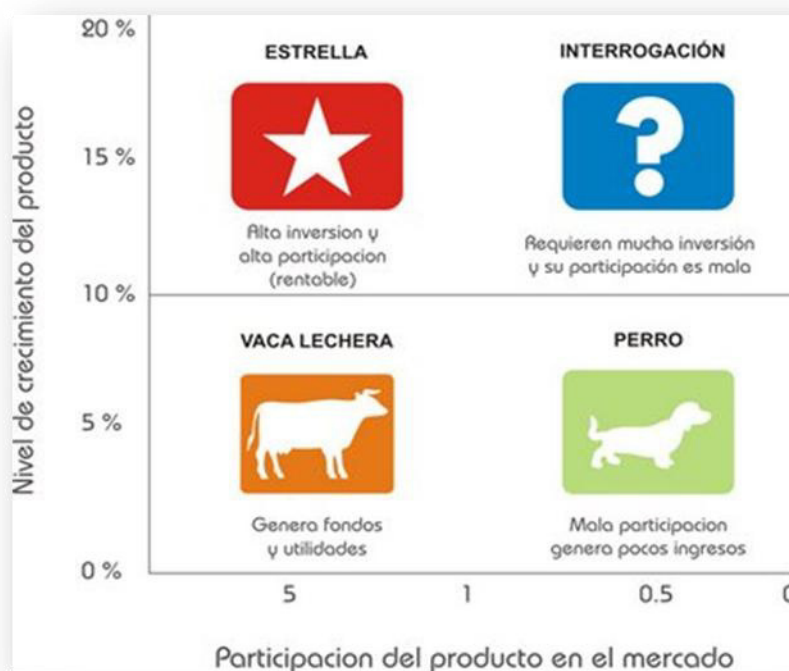 20 %
ESTRELLA
INTERROGACIÓN
?
15 %
Alta inversion y
alta participacion
(rentable)
Requieren mucha inversión
y su participación es mala
10 %
VACA LECHERA
PERRO
5 %
Genera fondos
y utilidades
Mala participacion
genera pocos ingresos
0 %
5
1
0.5
Nivel de crecimiento del producto
Participacion del producto en el mercado